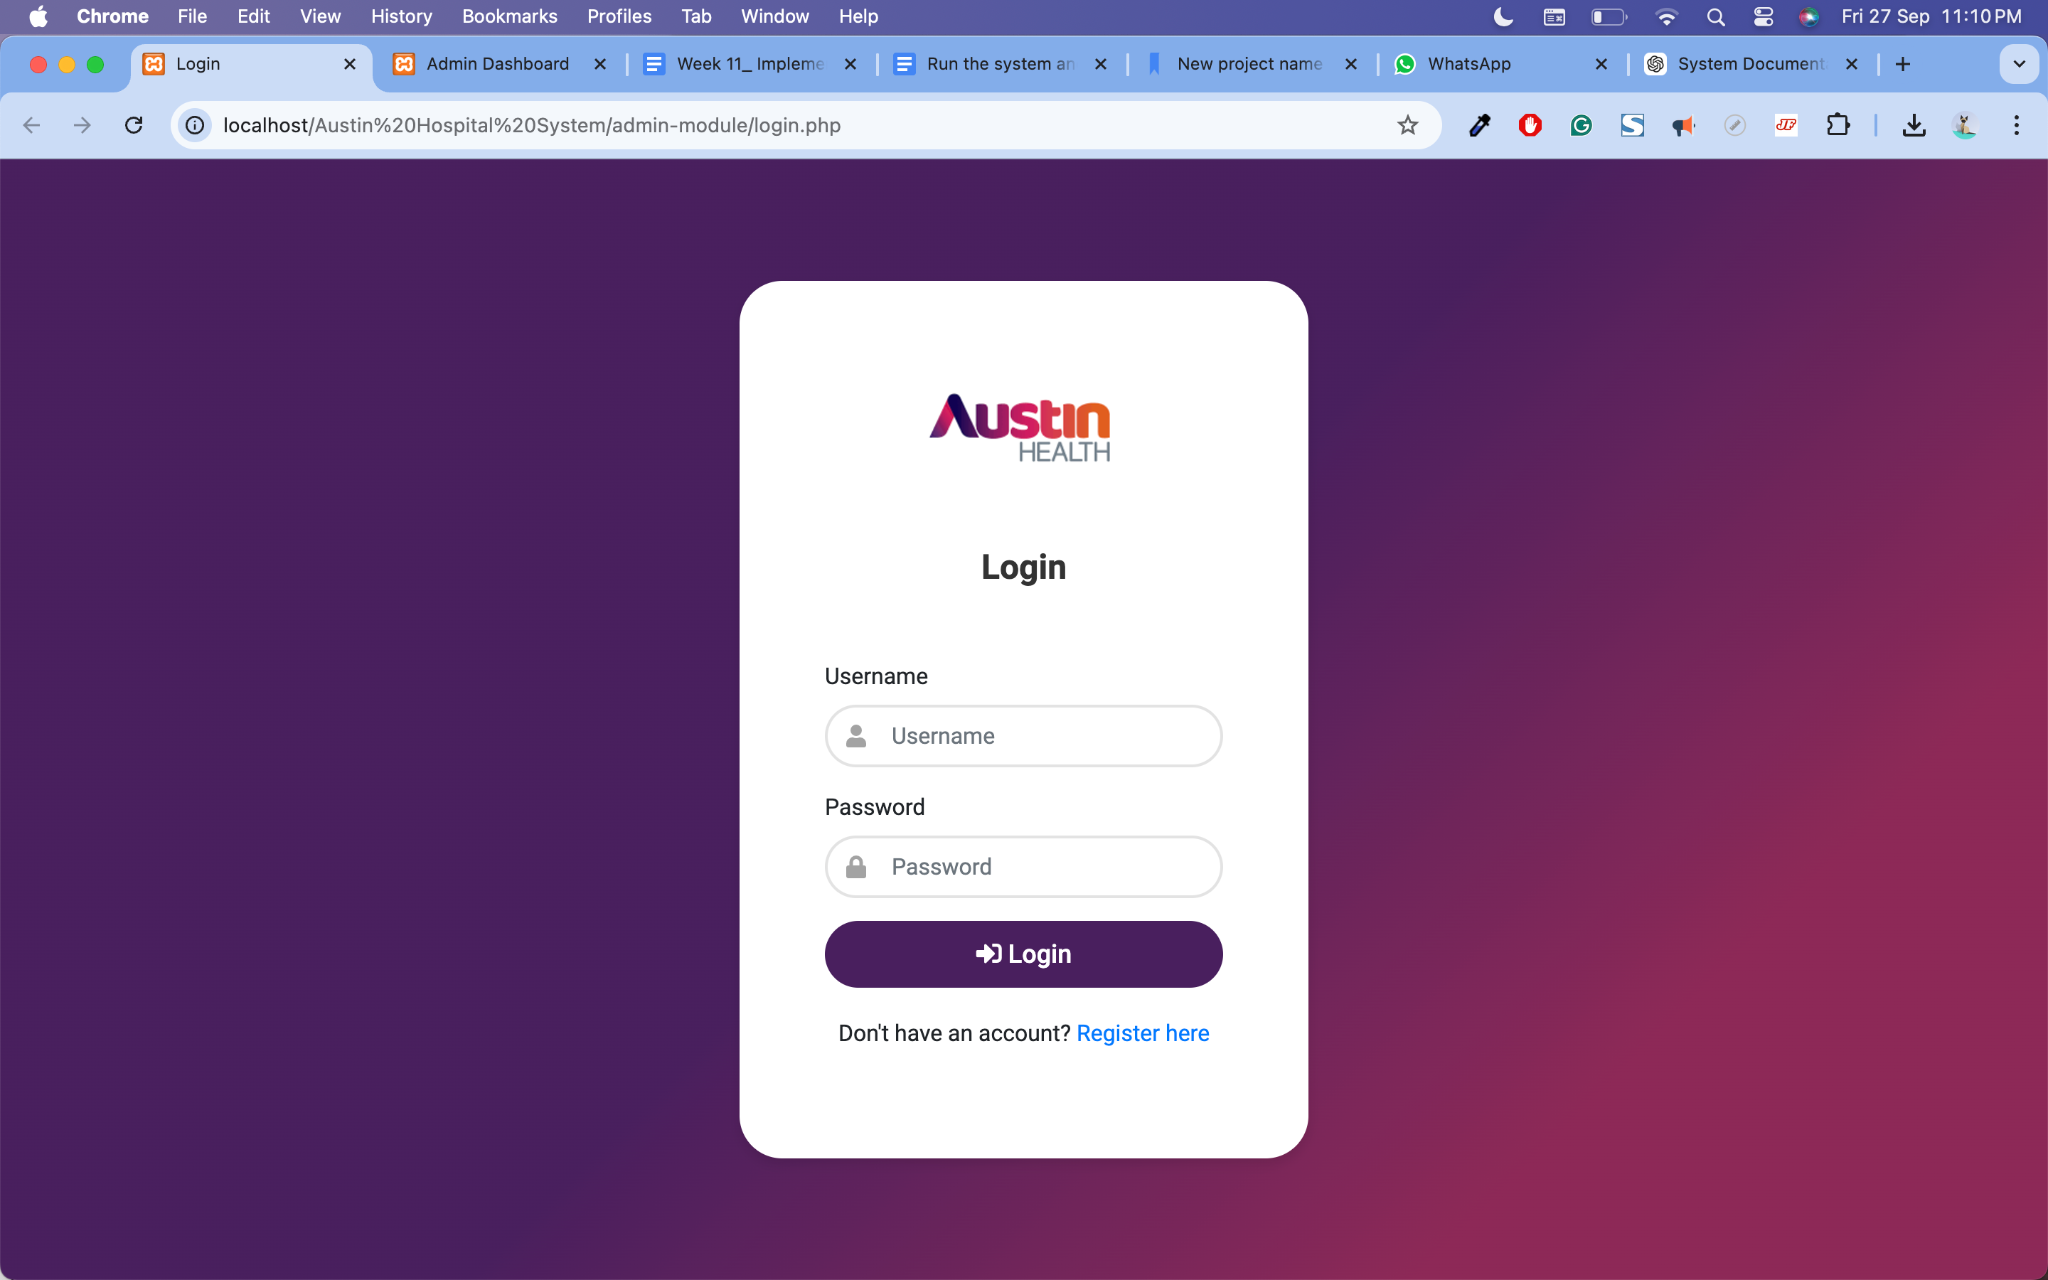 Chrome File Edit View History Bookmarks Profiles Tab Window Help Fri 27 Sep 11:10 PM
Login Admin Dashboard Week 11_ Impleme Run the system an New project name WhatsApp System Document
localhost/Austin%20Hospital%20System/admin-module/login.php
Austin
HEALTH
Login
Username
Username
Password
Password
Login
Don't have an account? Register here